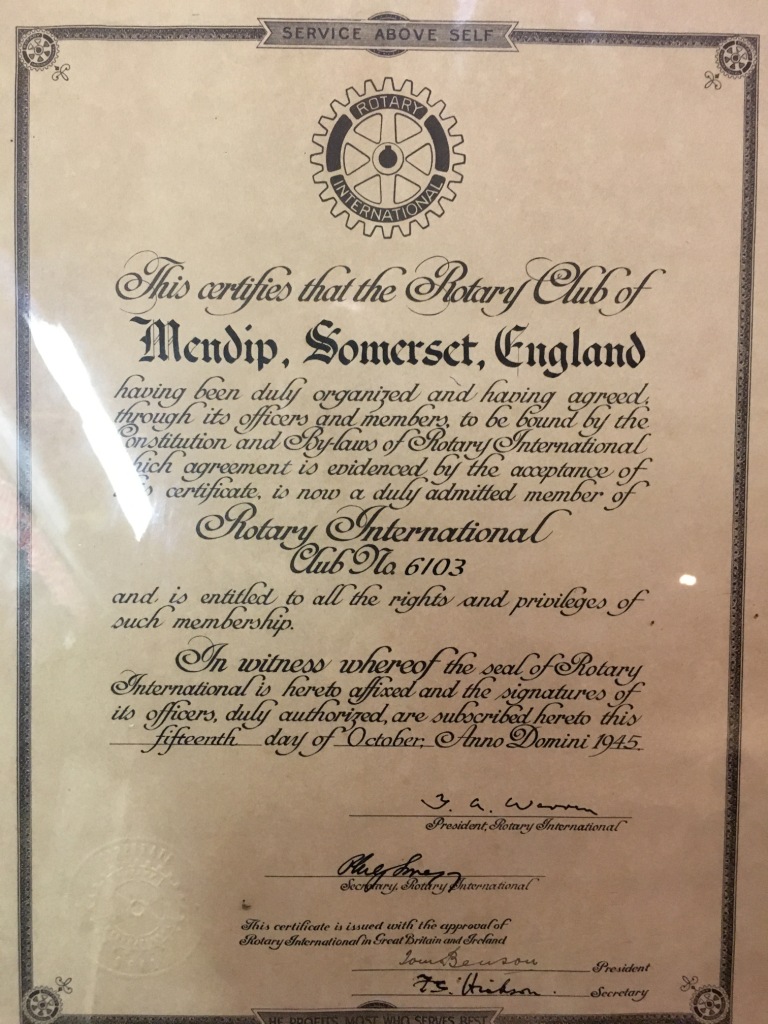 SERVICE ABOVE SELF
ROTARY
INTERNATIONAL
This certifies that the Rotary Club of
Mendip, Somerset, England
having been duly organized and having agreed,
through its officers and members, to be bound by the
Constitution and By-laws of Rotary International
which agreement is evidenced by the acceptance of
this certificate, is now a duly admitted member of
Rotary International
Club No. 6103
and is entitled to all the rights and privileges of
such membership.
In witness whereof the seal of Rotary
International is hereto affixed and the signatures of
its officers, duly authorized, are subscribed hereto this
fifteenth day of October, Anno Domini 1945
T. A. Warren
President, Rotary International
Secretary, Rotary International
This certificate is issued with the approval of
Rotary International in Great Britain and Ireland
Tom Benson President
Secretary
HE PROFITS MOST WHO SERVES BEST